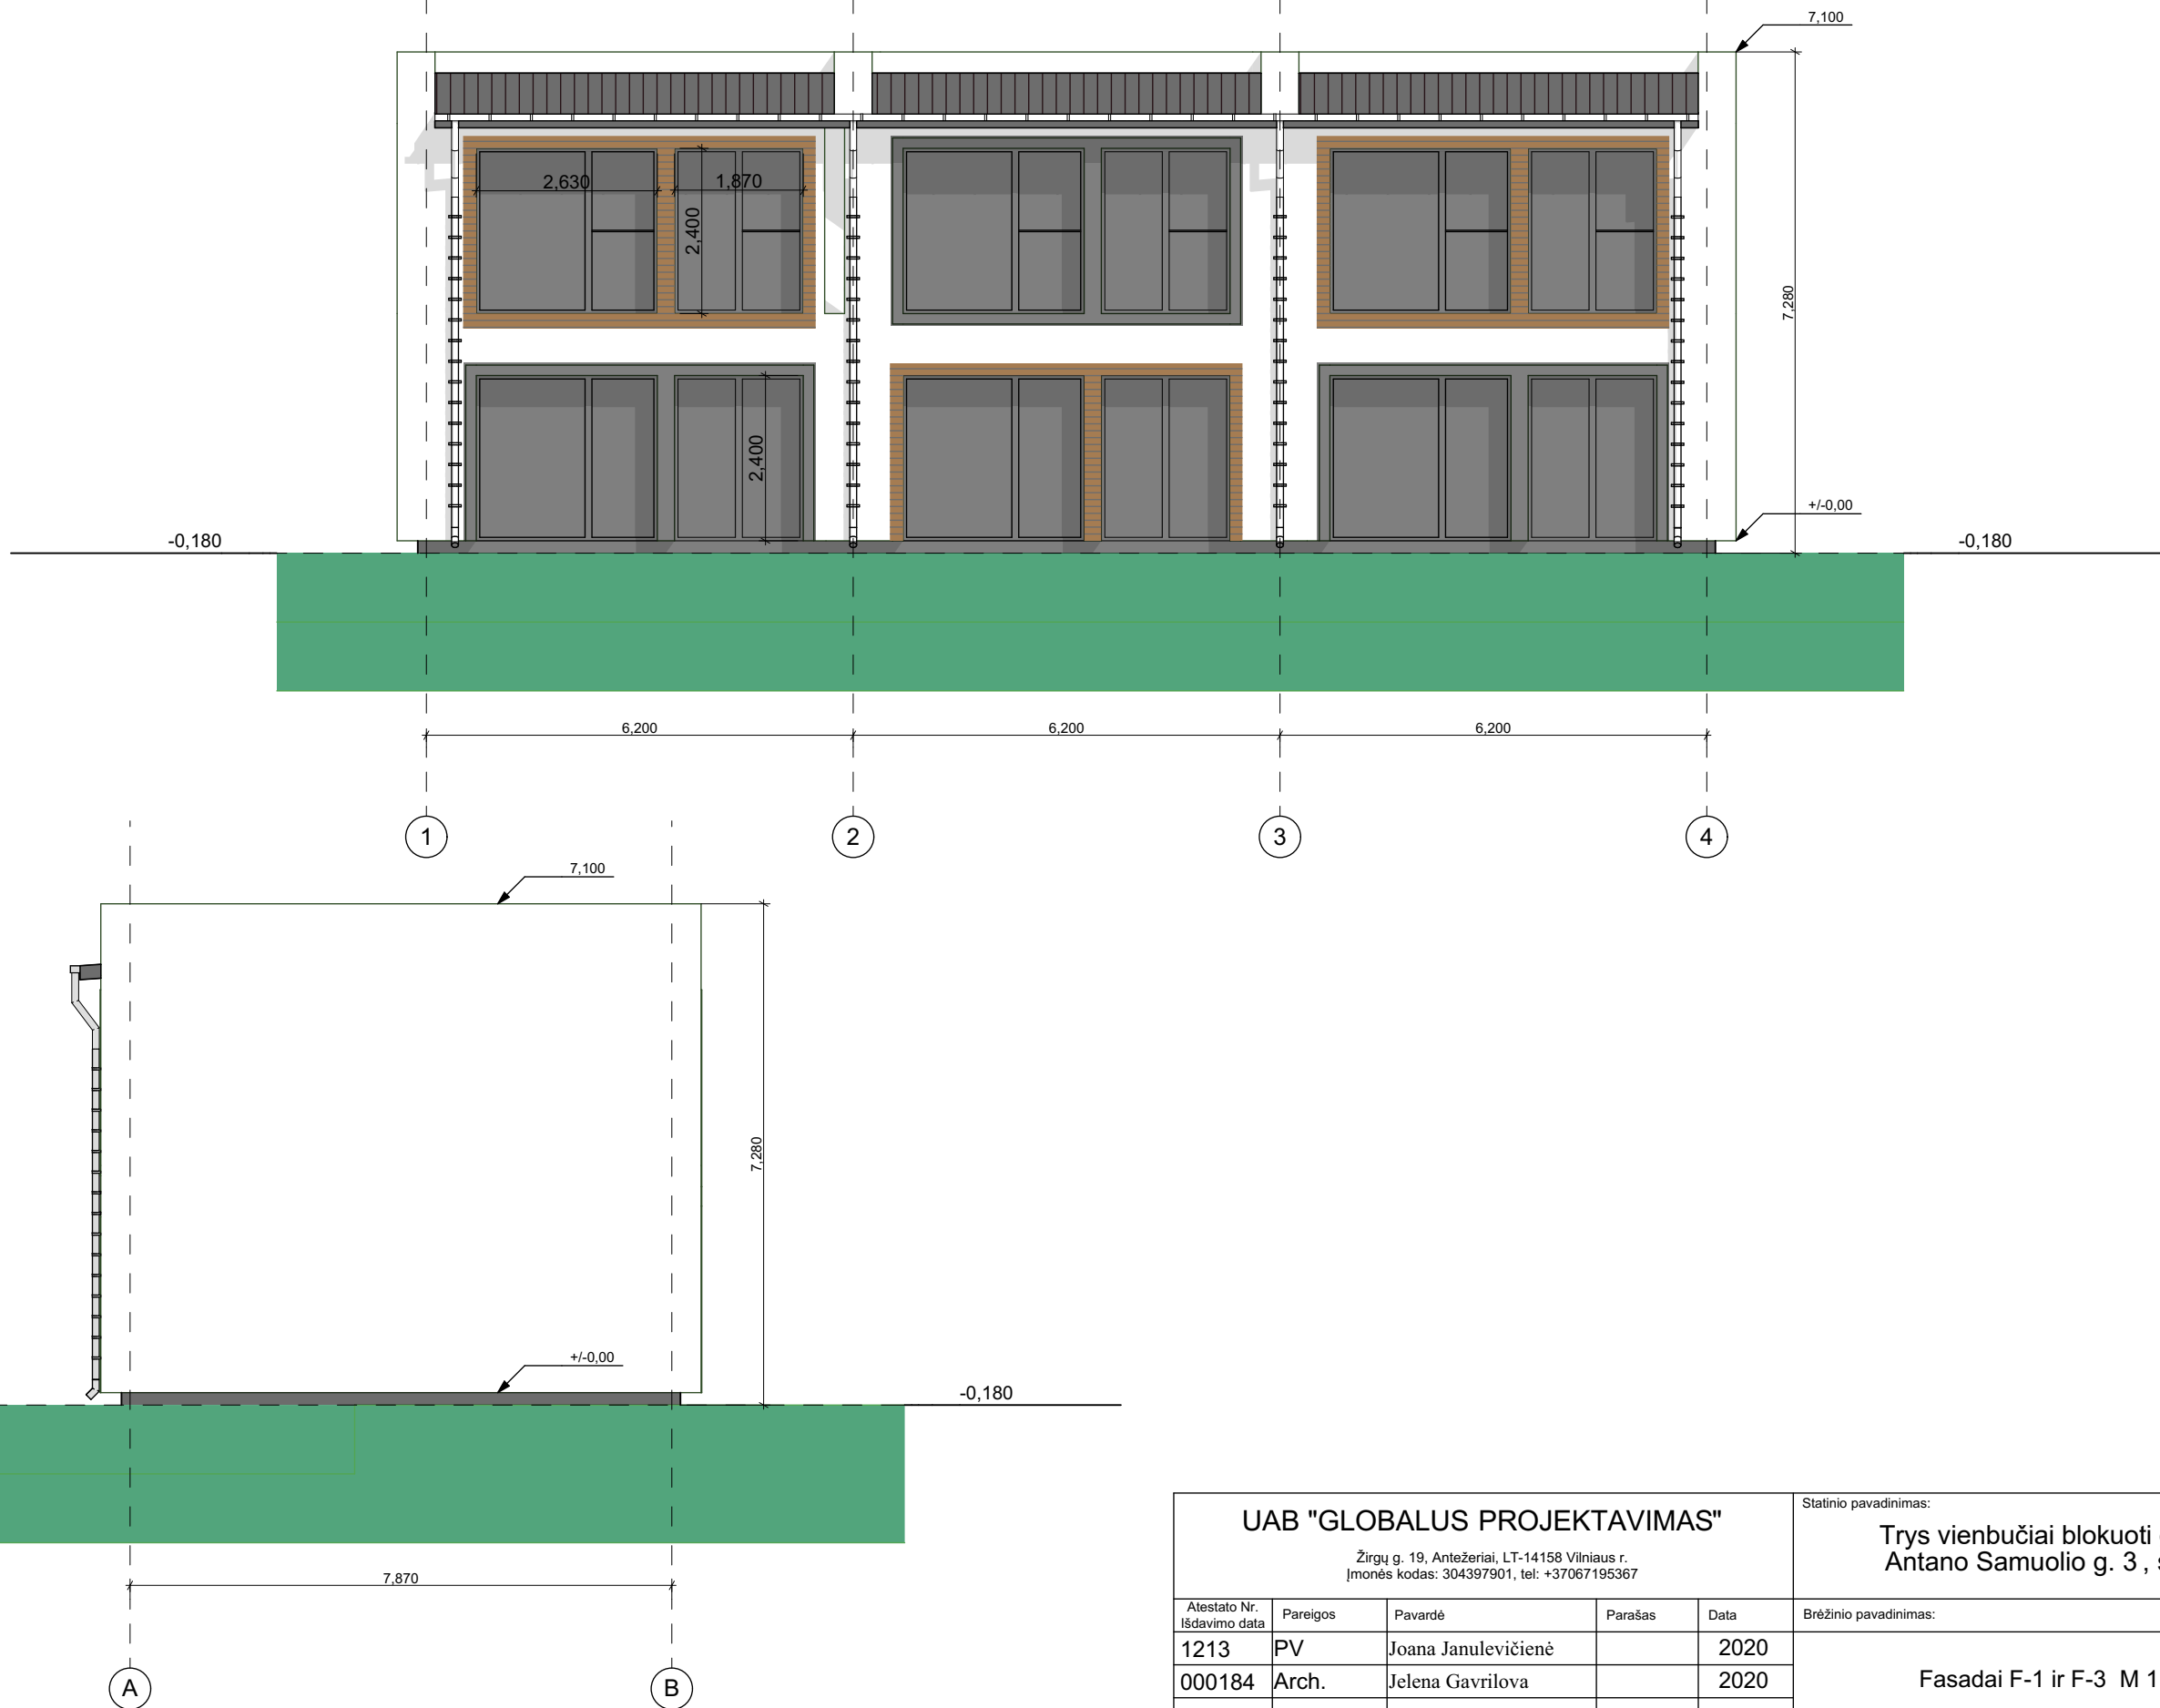 7,100
2,630
1,870
2,400
7,280
2,400
+/-0,00
-0,180
-0,180
6,200
6,200
6,200
1
2
3
4
7,100
7,280
+/-0,00
-0,180
7,870
A
B
UAB "GLOBALUS PROJEKTAVIMAS"
Žirgų g. 19, Antežeriai, LT-14158 Vilniaus r.
Įmonės kodas: 304397901, tel: +37067195367
Statinio pavadinimas:
Trys vienbučiai blokuoti
Antano Samuolio g. 3 ,
Atestato Nr.
Išdavimo data
Pareigos
Pavardė
Parašas
Data
Brėžinio pavadinimas:
1213
PV
Joana Janulevičienė
2020
000184
Arch.
Jelena Gavrilova
2020
Fasadai F-1 ir F-3 M 1